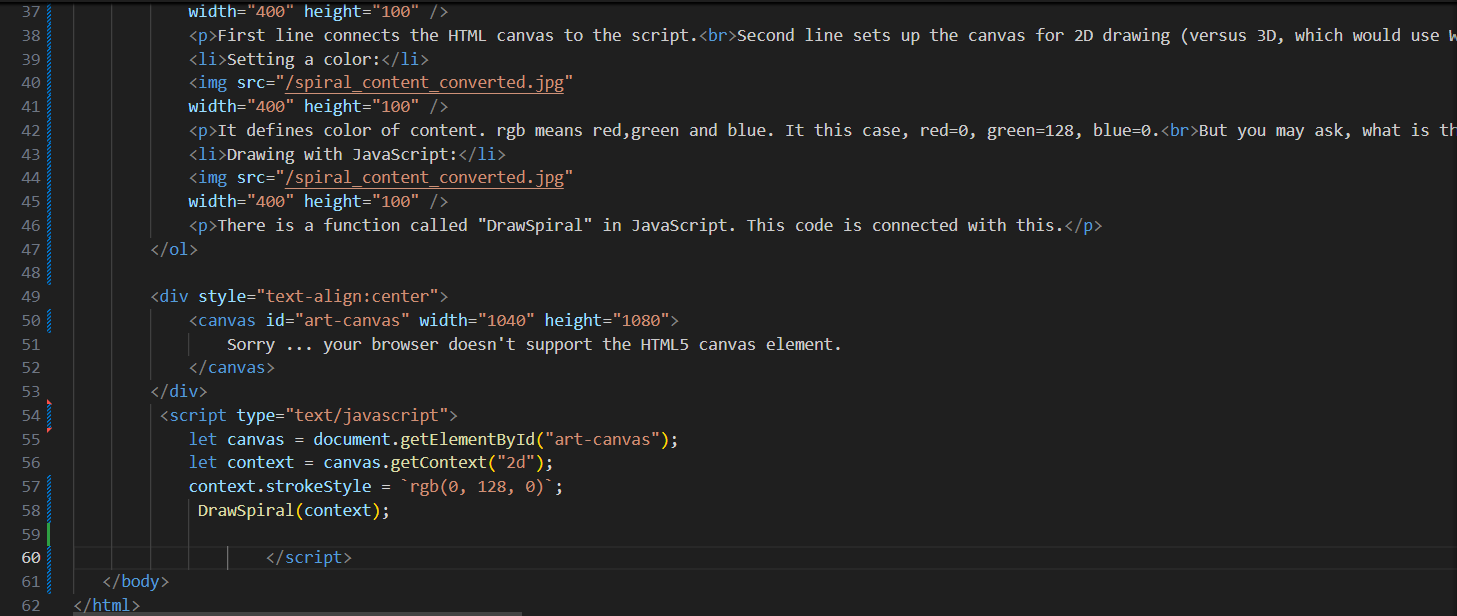 37 width="400" height="100" />
38 <p>First line connects the HTML canvas to the script.<br>Second line sets up the canvas for 2D drawing (versus 3D, which would use W
39 <li>Setting a color:</li>
40 <img src="/spiral_content_converted.jpg"
41 width="400" height="100" />
42 <p>It defines color of content. rgb means red,green and blue. It this case, red=0, green=128, blue=0.<br>But you may ask, what is th
43 <li>Drawing with JavaScript:</li>
44 <img src="/spiral_content_converted.jpg"
45 width="400" height="100" />
46 <p>There is a function called "DrawSpiral" in JavaScript. This code is connected with this.</p>
47 </ol>
48
49 <div style="text-align:center">
50 <canvas id="art-canvas" width="1040" height="1080">
51 Sorry ... your browser doesn't support the HTML5 canvas element.
52 </canvas>
53 </div>
54 <script type="text/javascript">
55 let canvas = document.getElementById("art-canvas");
56 let context = canvas.getContext("2d");
57 context.strokeStyle = `rgb(0, 128, 0)`;
58 DrawSpiral(context);
59
60 </script>
61 </body>
62 </html>